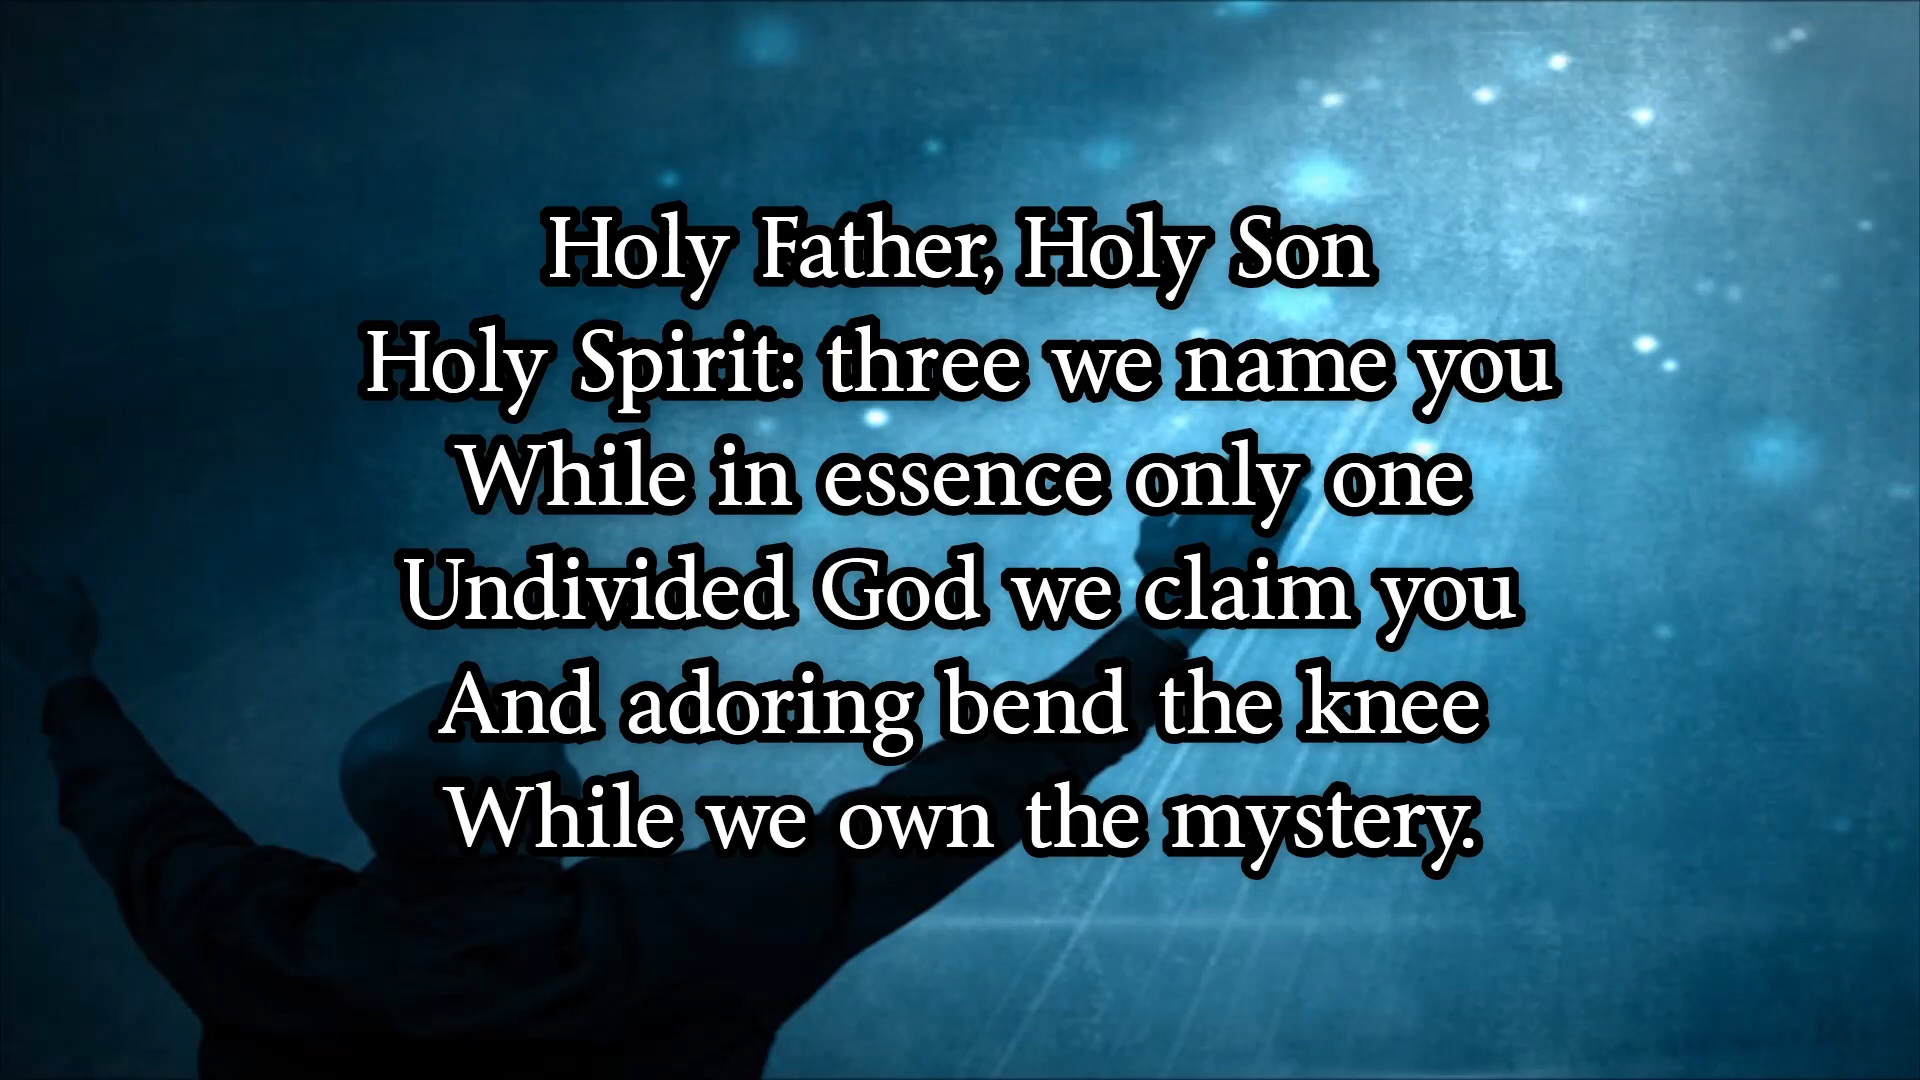 Holy Father, Holy Son
Holy Spirit: three we name you
While in essence only one
Undivided God we claim you
And adoring bend the knee
While we own the mystery.